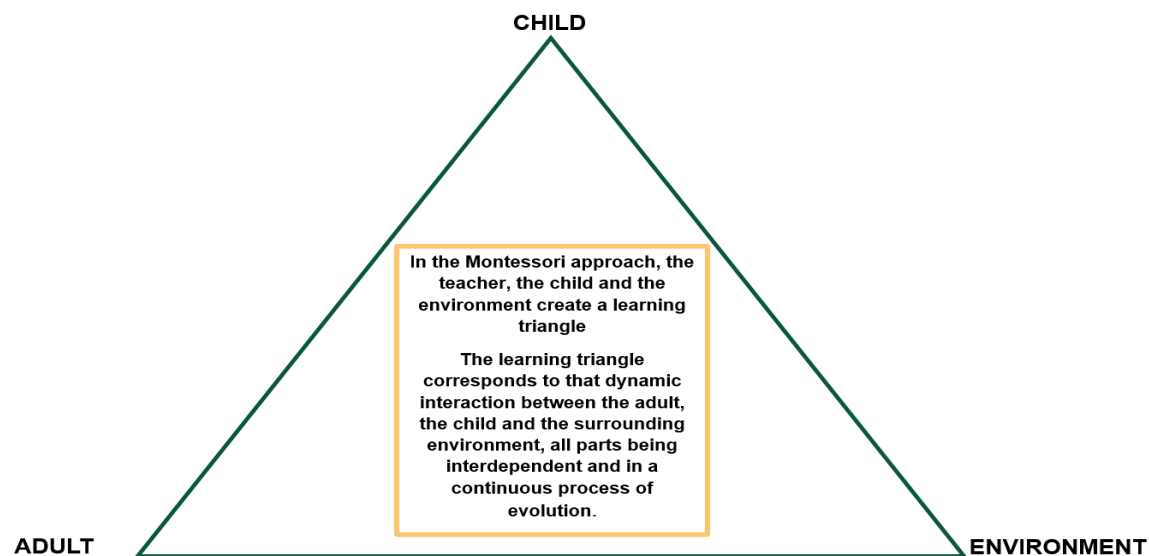 CHILD
In the Montessori approach, the
teacher, the child and the
environment create a learning
triangle
The learning triangle
corresponds to that dynamic
interaction between the adult,
the child and the surrounding
environment, all parts being
interdependent and in a
continuous process of
evolution.
ADULT
ENVIRONMENT